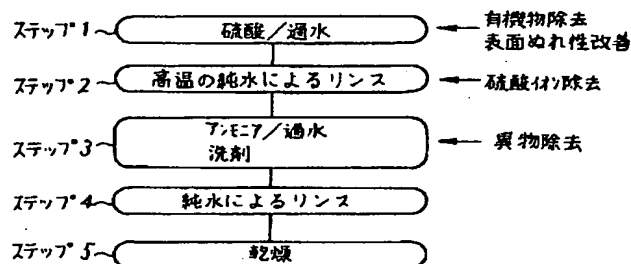 ステップ1
硫酸/過水
有機物除去
表面ぬれ性改善
ステップ2
高温の純水によるリンス
硫酸イオン除去
ステップ3
アンモニア/過水
洗剤
異物除去
ステップ4
純水によるリンス
ステップ5
乾燥